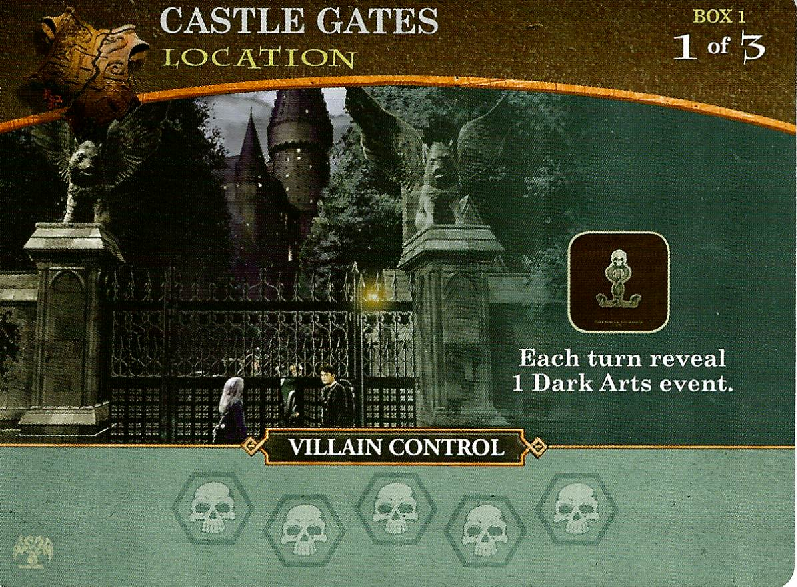 CASTLE GATES
LOCATION
BOX 1
1 of 3
Each turn reveal
1 Dark Arts event.
VILLAIN CONTROL